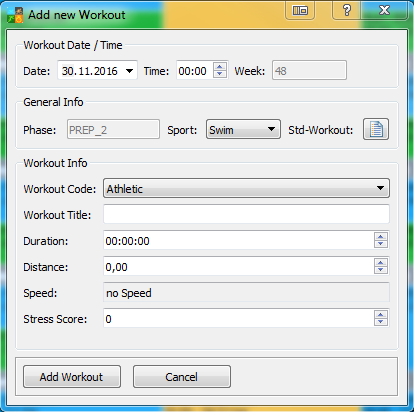 Add new Workout
Workout Date / Time
Date: 30.11.2016 Time: 00:00 Week: 48
General Info
Phase: PREP_2 Sport: Swim Std-Workout:
Workout Info
Workout Code: Athletic
Workout Title:
Duration: 00:00:00
Distance: 0,00
Speed: no Speed
Stress Score: 0
Add Workout Cancel